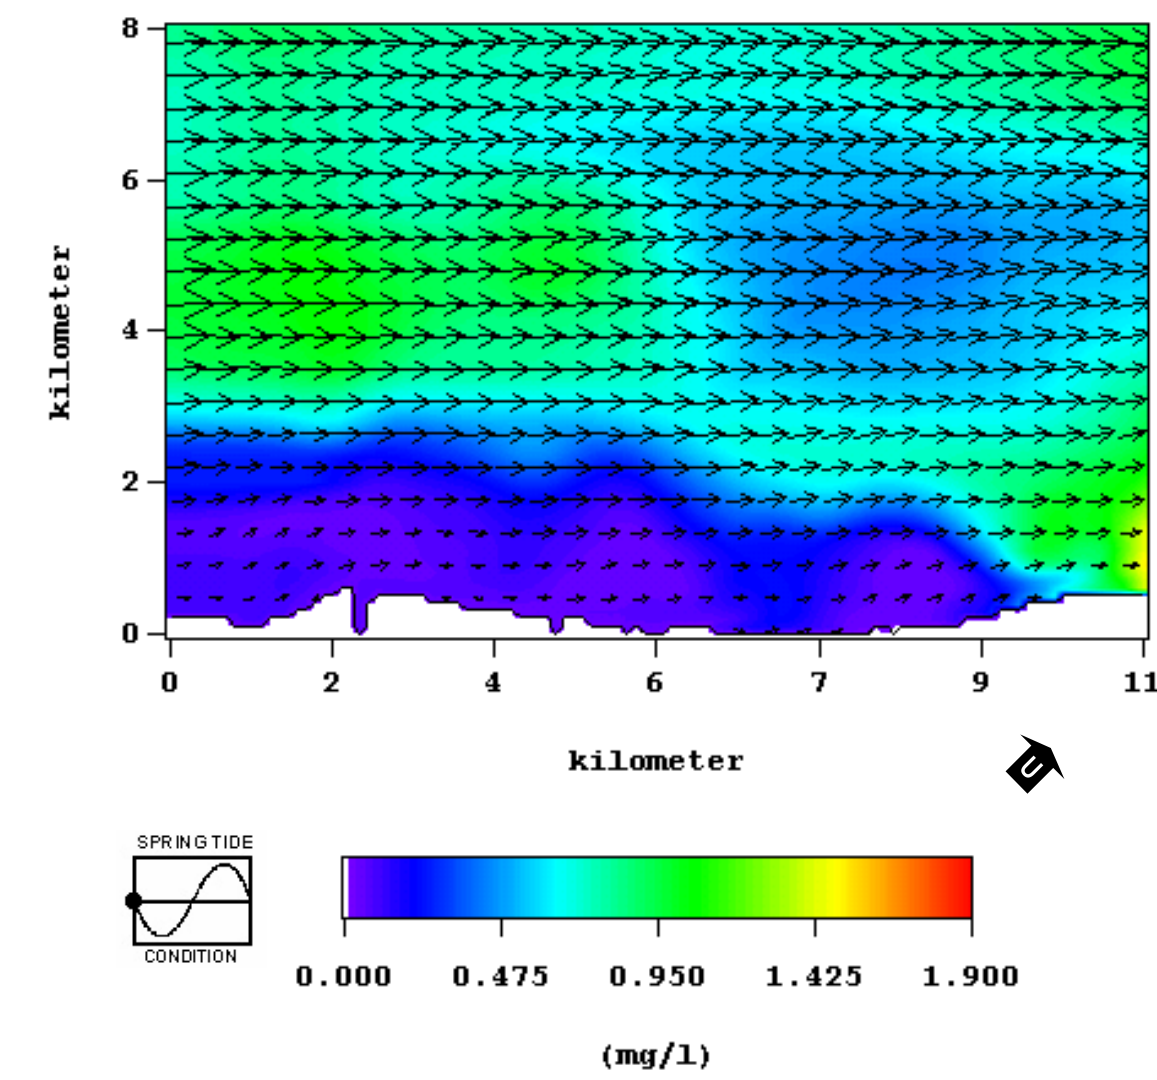 8
6
kilometer
4
2
0
0 2 4 6 7 9 11
kilometer
U
SPRING TIDE
CONDITION
0.000 0.475 0.950 1.425 1.900
(mg/l)